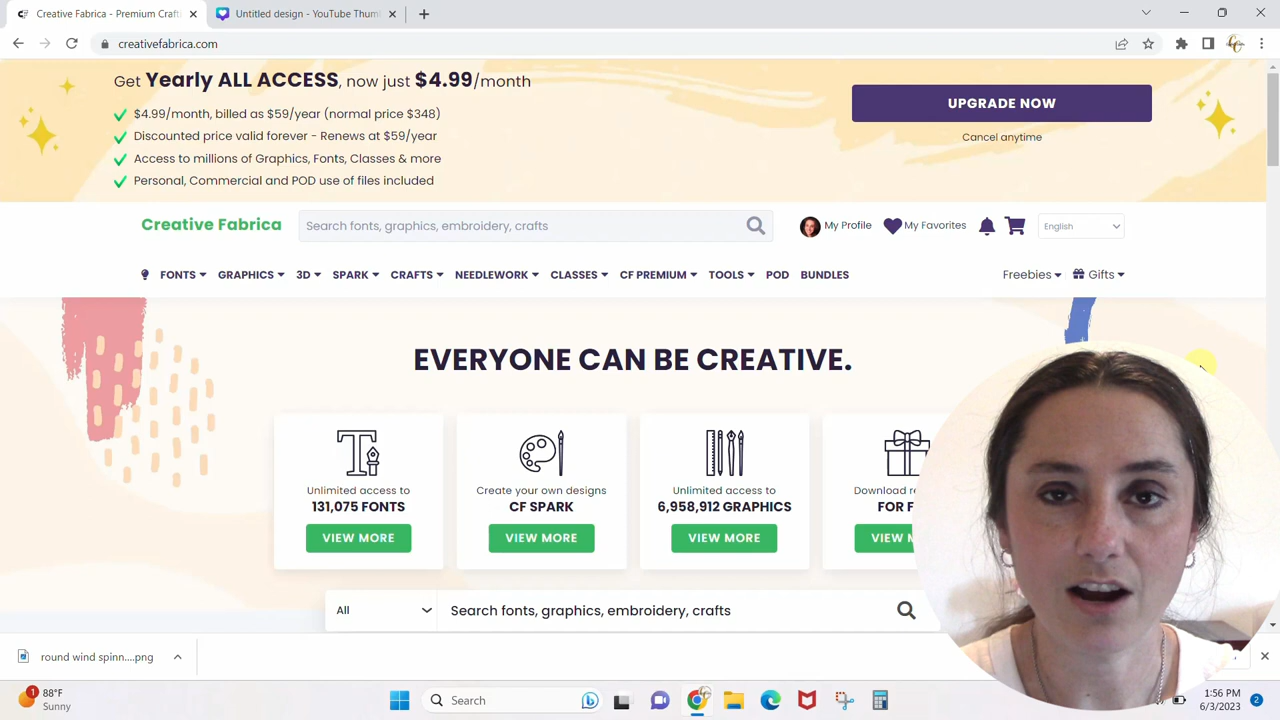 Creative Fabrica - Premium Craft
Untitled design - YouTube Thum
creativefabrica.com
Get Yearly ALL ACCESS, now just $4.99/month
$4.99/month, billed as $59/year (normal price $348)
Discounted price valid forever - Renews at $59/year
Access to millions of Graphics, Fonts, Classes & more
Personal, Commercial and POD use of files included
UPGRADE NOW
Cancel anytime
Creative Fabrica
Search fonts, graphics, embroidery, crafts
My Profile
My Favorites
English
FONTS GRAPHICS 3D SPARK CRAFTS NEEDLEWORK CLASSES CF PREMIUM TOOLS POD BUNDLES
Freebies Gifts
EVERYONE CAN BE CREATIVE.
Unlimited access to
131,075 FONTS
VIEW MORE
Create your own designs
CF SPARK
VIEW MORE
Unlimited access to
6,958,912 GRAPHICS
VIEW MORE
Download
FOR
VIEW
All
Search fonts, graphics, embroidery, crafts
round wind spinn....png
1
88°F
Sunny
Search
1:56 PM
6/3/2023
2